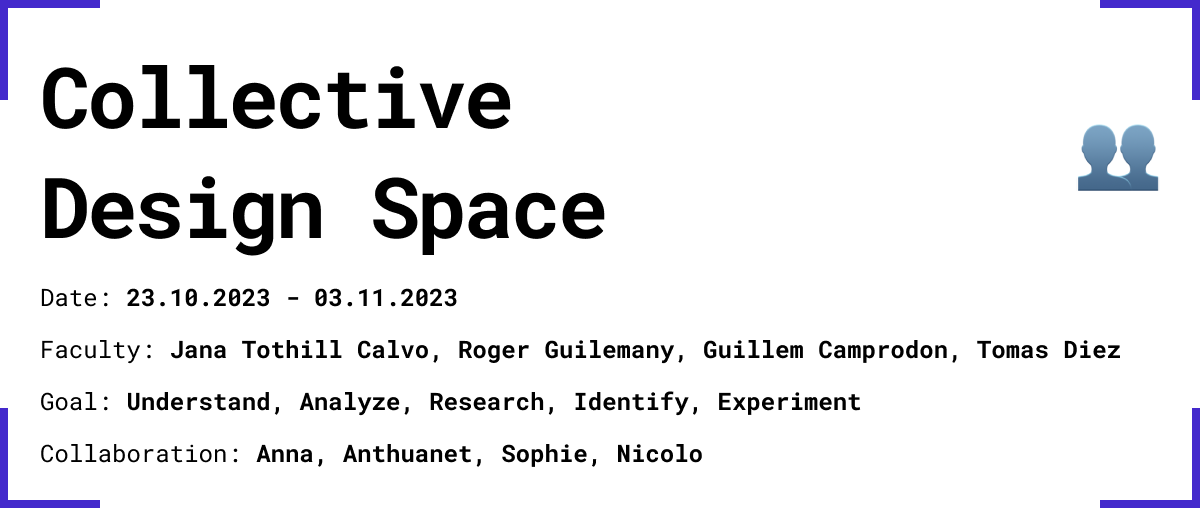 Collective
Design Space
Date: 23.10.2023 - 03.11.2023
Faculty: Jana Tothill Calvo, Roger Guilemany, Guillem Camprodon, Tomas Diez
Goal: Understand, Analyze, Research, Identify, Experiment
Collaboration: Anna, Anthuanet, Sophie, Nicolo